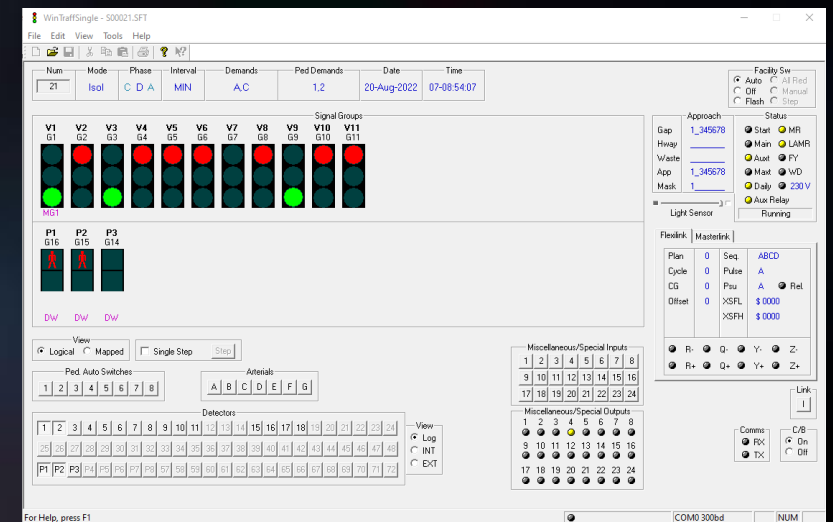 WinTraffSingle - S00021.SFT
File Edit View Tools Help
Num Mode Phase Interval Demands Ped Demands Date Time
21 Isol C D A MIN A,C 1,2 20-Aug-2022 07-08:54:07
Facility Sw
Auto All Red
Off Manual
Flash Step
Signal Groups
V1 V2 V3 V4 V5 V6 V7 V8 V9 V10 V11
G1 G2 G3 G4 G5 G6 G7 G8 G9 G10 G11
MG1
P1 P2 P3
G16 G15 G14
DW DW DW
Approach
Gap 1_345678
Hway ________
Waste ________
App 1_345678
Mask 1_______
Light Sensor
Status
Start MR
Main LAMR
Auxt FY
Maxt WD
Daily 230 V
Aux Relay
Running
Flexilink Masterlink
Plan 0 Seq. ABCD
Cycle 0 Pulse A
CG 0 Psu A Rel.
Offset 0 XSFL $ 0000
XSFH $ 0000
R- Q- Y- Z-
R+ Q+ Y+ Z+
View
Logical Mapped
Single Step Step
Ped. Auto Switches
1 2 3 4 5 6 7 8
Arterials
A B C D E F G
Detectors
1 2 3 4 5 6 7 8 9 10 11 12 13 14 15 16 17 18 19 20 21 22 23 24
25 26 27 28 29 30 31 32 33 34 35 36 37 38 39 40 41 42 43 44 45 46 47 48
P1 P2 P3 P4 P5 P6 P7 P8 57 58 59 60 61 62 63 64 65 66 67 68 69 70 71 72
View
Log
INT
EXT
Miscellaneous/Special Inputs
1 2 3 4 5 6 7 8
9 10 11 12 13 14 15 16
17 18 19 20 21 22 23 24
Miscellaneous/Special Outputs
1 2 3 4 5 6 7 8
9 10 11 12 13 14 15 16
17 18 19 20 21 22 23 24
Link
I
Comms
RX
TX
C/B
On
Off
For Help, press F1
COM0 300bd NUM